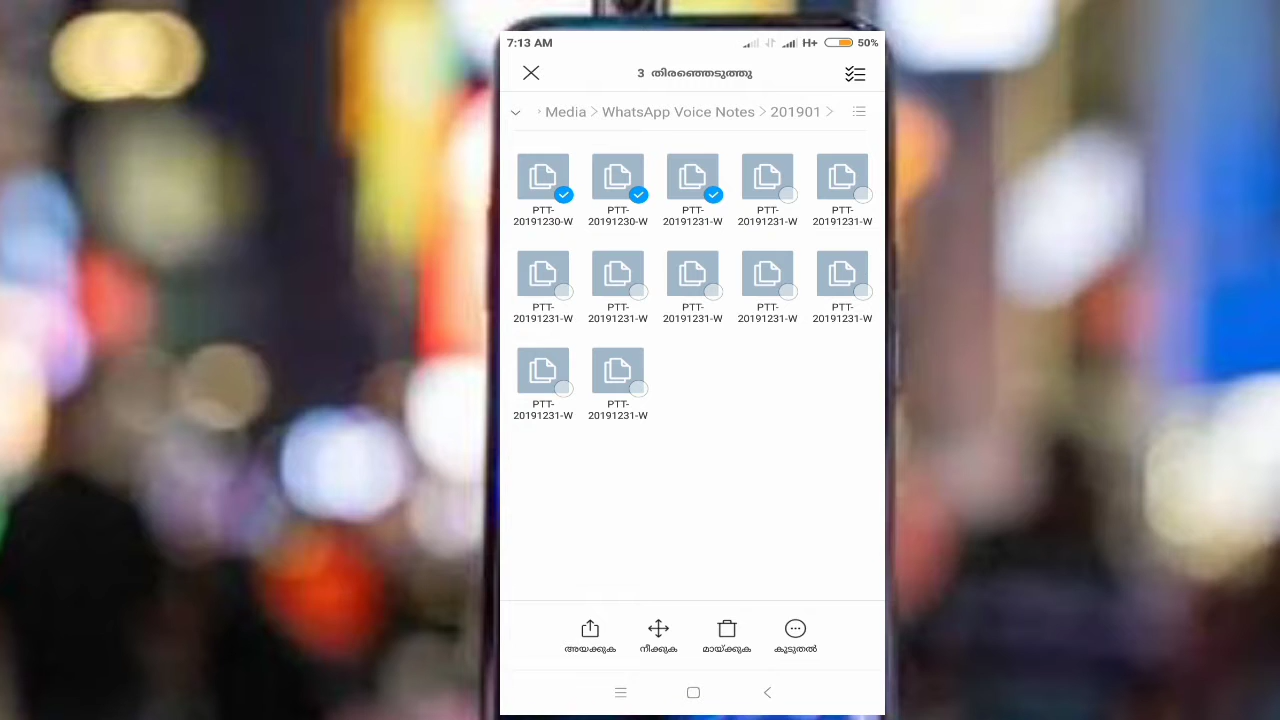 7:13 AM H+ 50%
3 തിരഞ്ഞെടുത്തു
Media > WhatsApp Voice Notes > 201901 >
PTT- PTT- PTT- PTT- PTT-
20191230-W 20191230-W 20191231-W 20191231-W 20191231-W
PTT- PTT- PTT- PTT- PTT-
20191231-W 20191231-W 20191231-W 20191231-W 20191231-W
PTT- PTT-
20191231-W 20191231-W
അയക്കുക നീക്കുക മായ്ക്കുക കൂടുതൽ